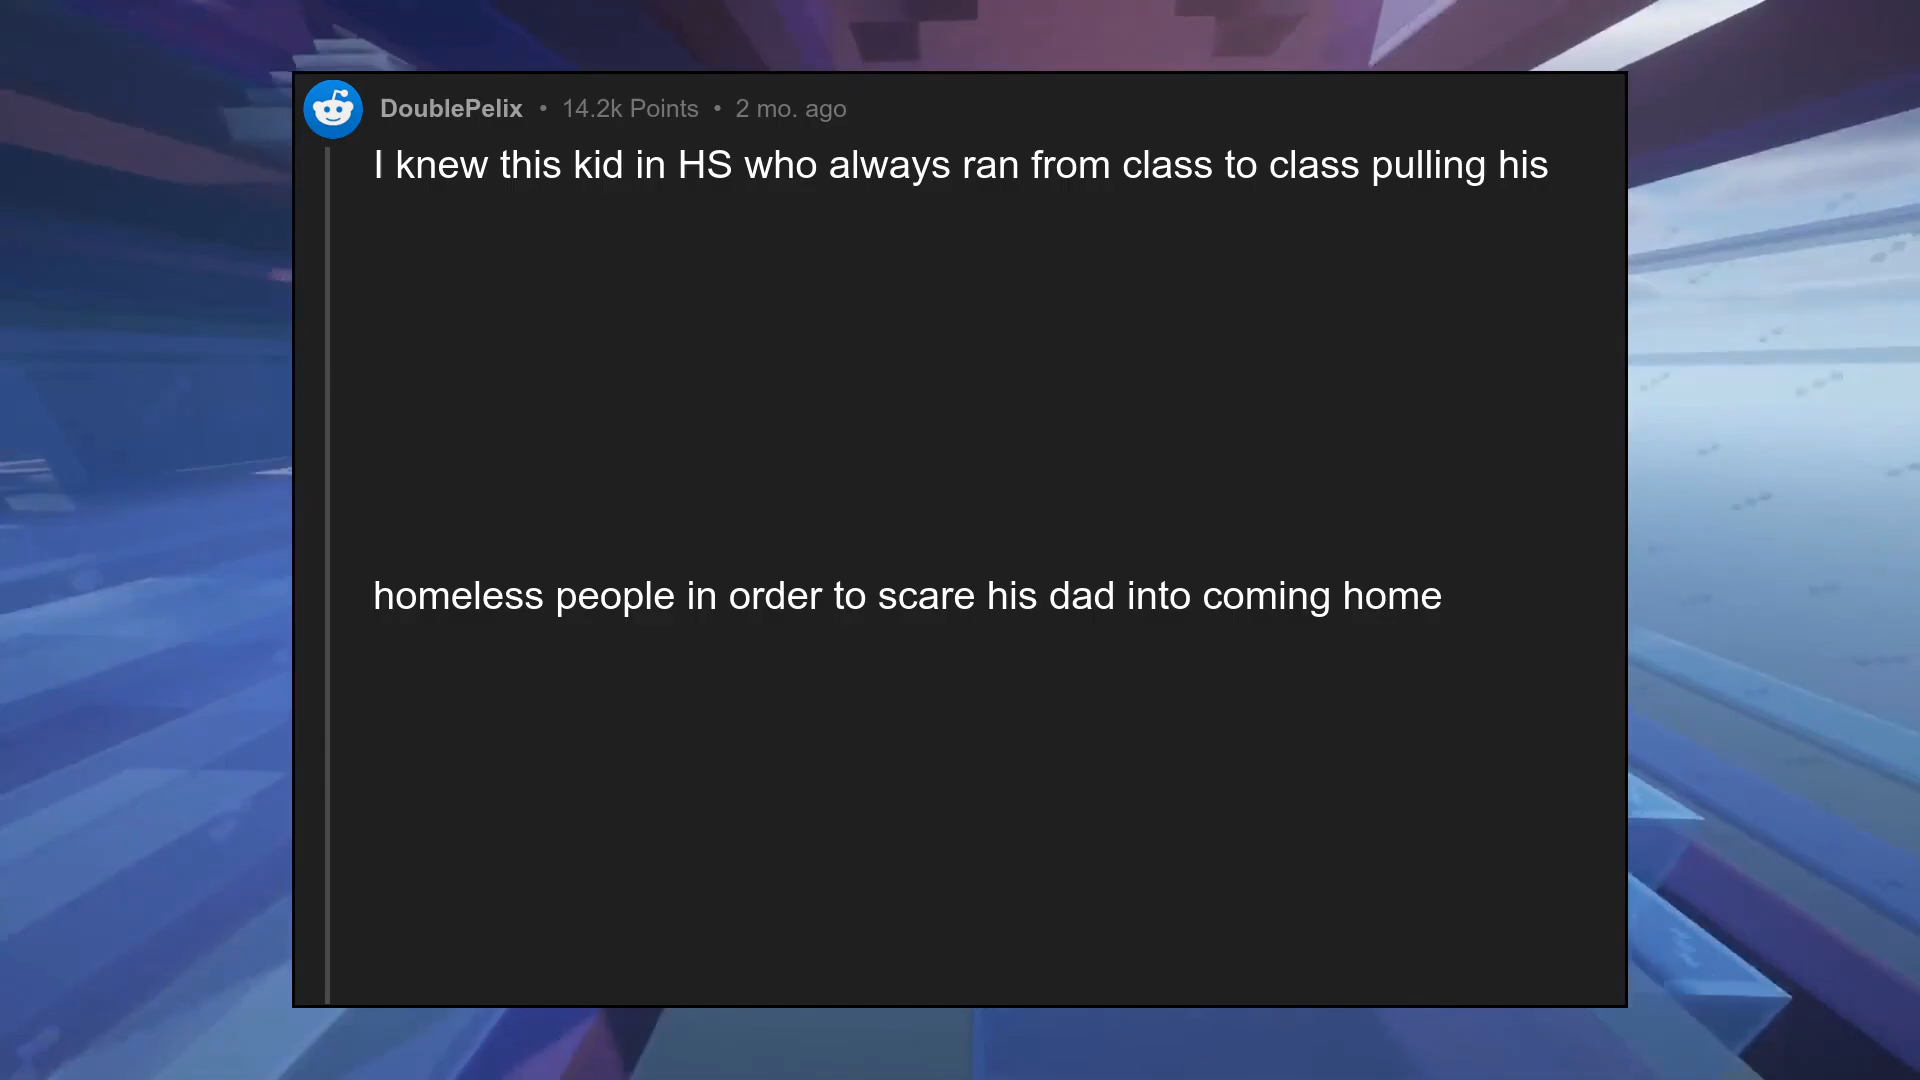 DoublePelix • 14.2k Points • 2 mo. ago
I knew this kid in HS who always ran from class to class pulling his
homeless people in order to scare his dad into coming home